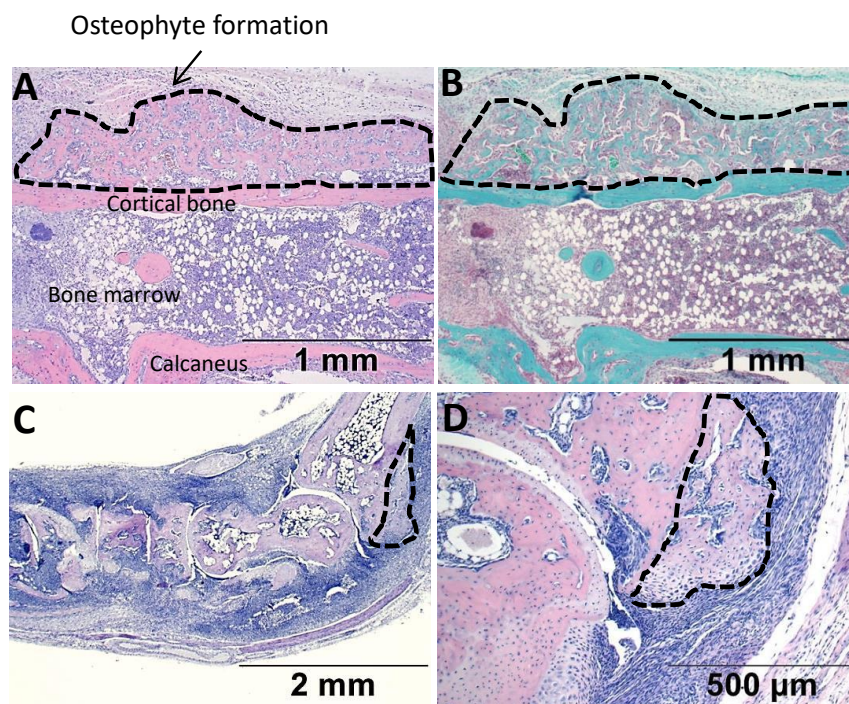 Osteophyte formation
A
B
Cortical bone
Bone marrow
Calcaneus
1 mm
1 mm
C
D
2 mm
500 µm